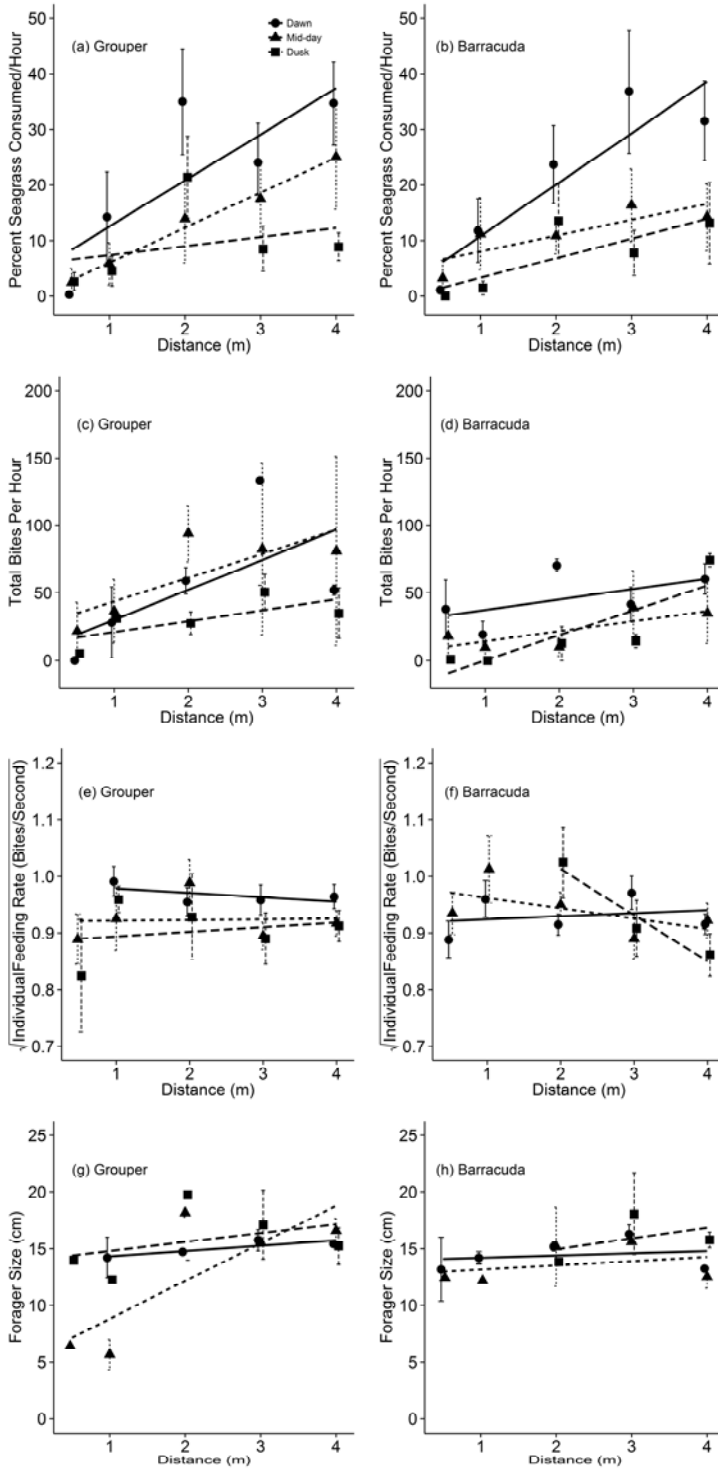 (a) Grouper
Dawn
Mid-day
Dusk
Percent Seagrass Consumed/Hour
50
40
30
20
10
0
1 2 3 4
Distance (m)
(b) Barracuda
Percent Seagrass Consumed/Hour
50
40
30
20
10
0
1 2 3 4
Distance (m)
(c) Grouper
Total Bites Per Hour
200
150
100
50
0
1 2 3 4
Distance (m)
(d) Barracuda
Total Bites Per Hour
200
150
100
50
0
1 2 3 4
Distance (m)
(e) Grouper
√IndividualFeeding Rate (Bites/Second)
1.2
1.1
1.0
0.9
0.8
0.7
1 2 3 4
Distance (m)
(f) Barracuda
√IndividualFeeding Rate (Bites/Second)
1.2
1.1
1.0
0.9
0.8
0.7
1 2 3 4
Distance (m)
(g) Grouper
Forager Size (cm)
25
20
15
10
5
0
1 2 3 4
Distance (m)
(h) Barracuda
Forager Size (cm)
25
20
15
10
5
0
1 2 3 4
Distance (m)